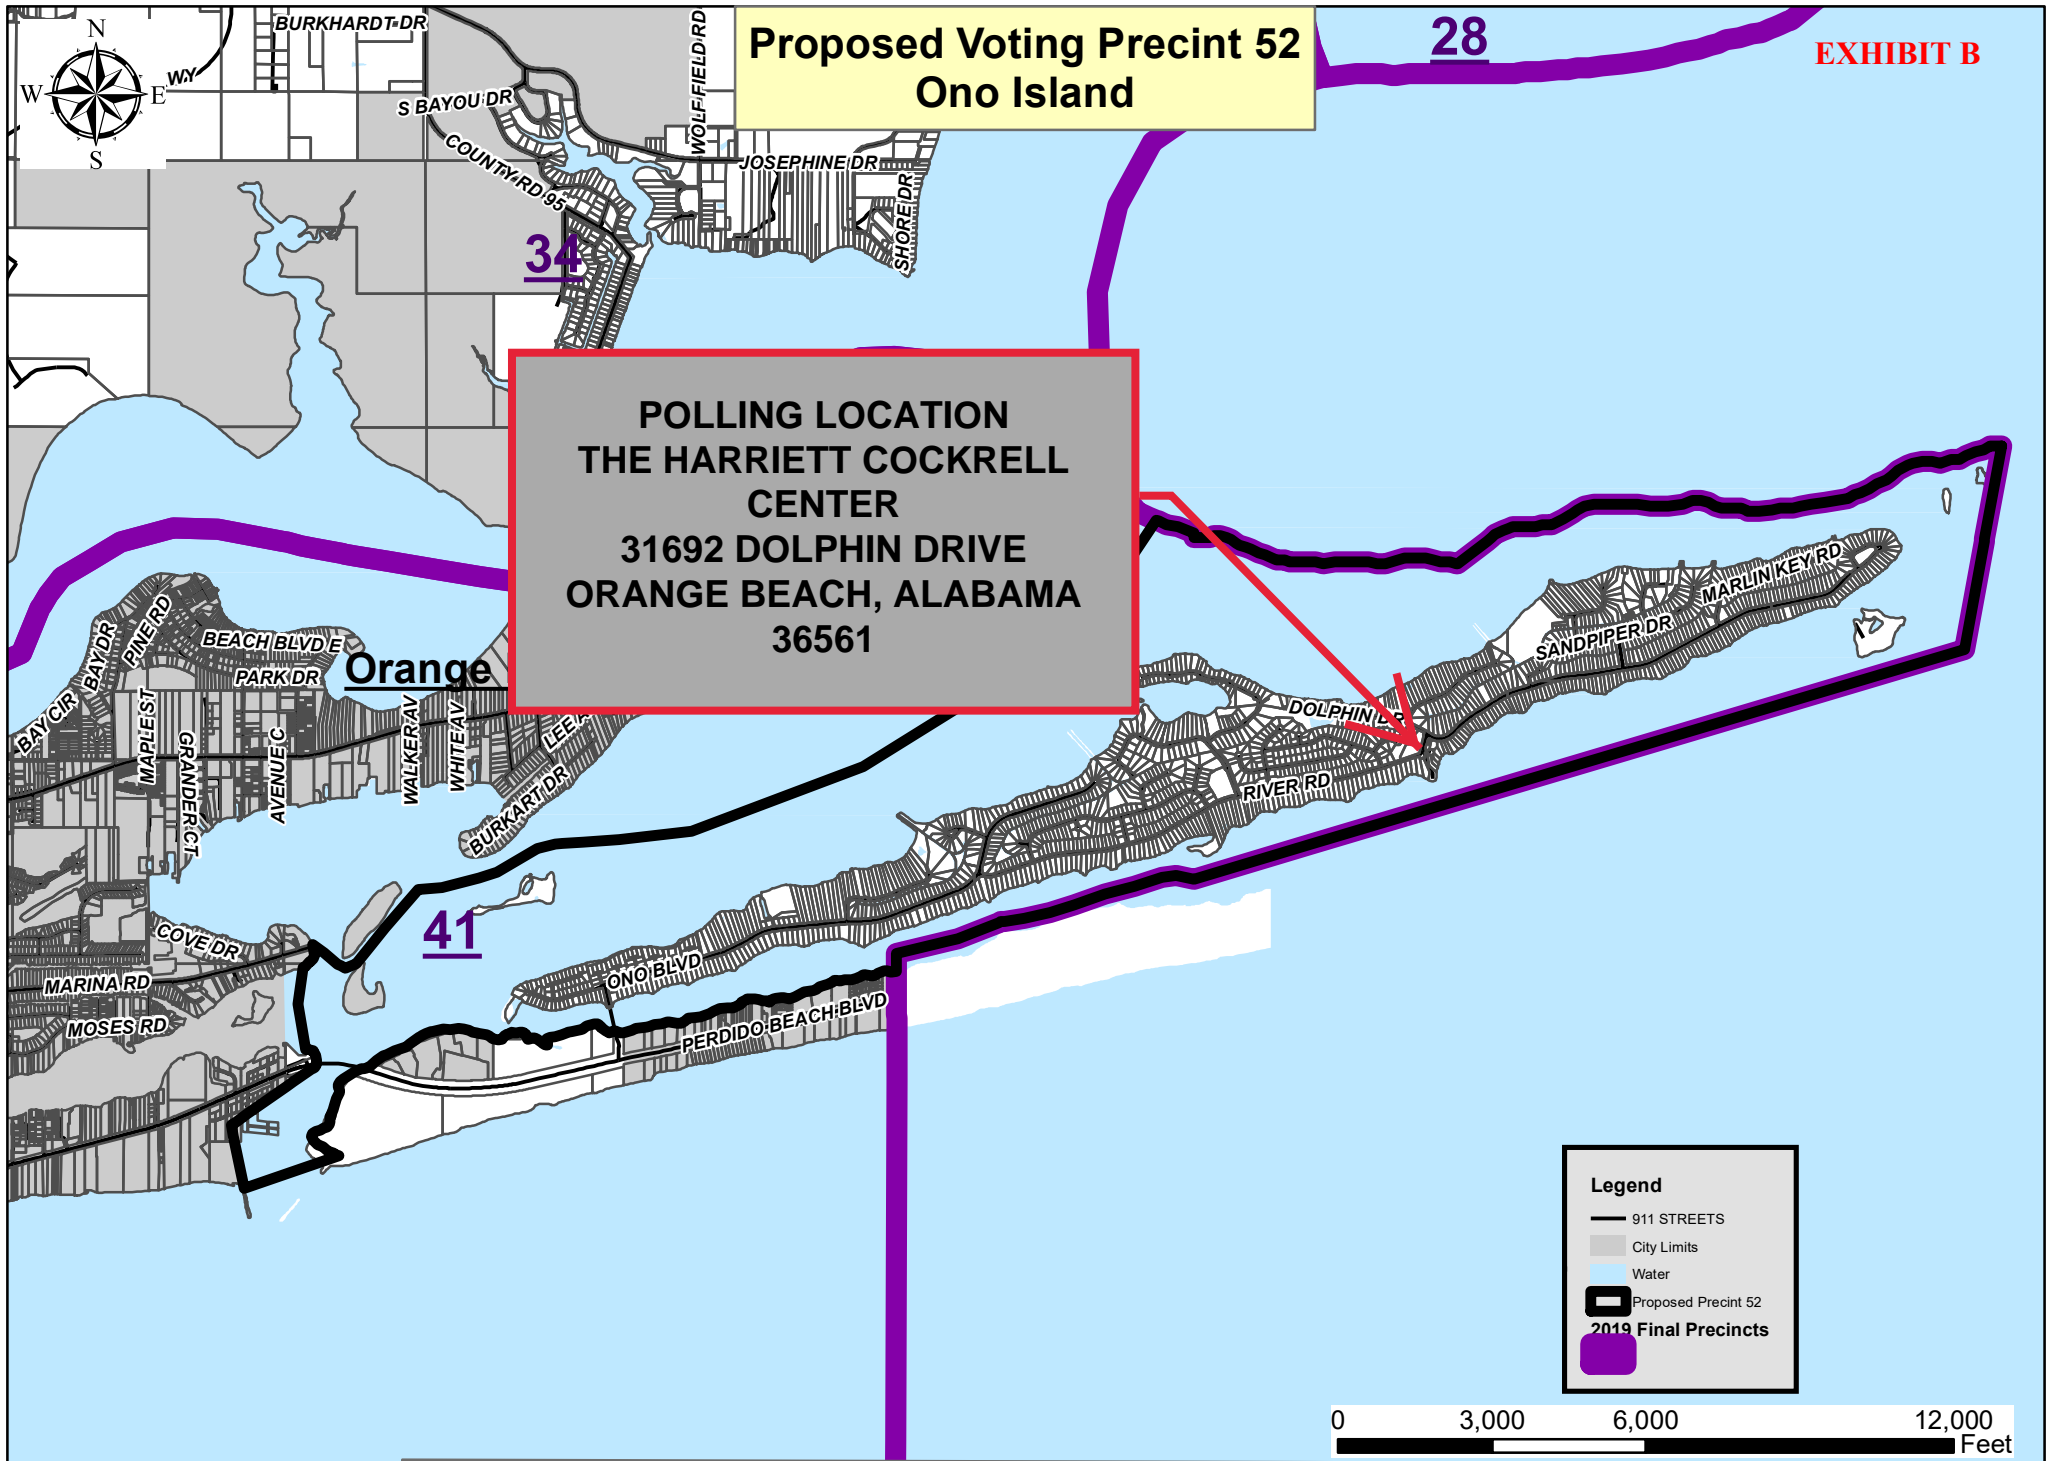 Proposed Voting Precint 52
Ono Island
EXHIBIT B
N
W
E
S
28
34
41
POLLING LOCATION
THE HARRIETT COCKRELL
CENTER
31692 DOLPHIN DRIVE
ORANGE BEACH, ALABAMA
36561
BURKHARDT DR
WY
S BAYOU DR
COUNTY RD 95
WOLF FIELD RD
JOSEPHINE DR
SHORE DR
BAY DR
PINE RD
BEACH BLVD E
PARK DR
Orange
BAY CIR
MAPLE ST
GRANDER CT
AVENUE C
WALKER AV
WHITE AV
LEE
BURKART DR
COVE DR
MARINA RD
MOSES RD
ONO BLVD
PERDIDO BEACH BLVD
DOLPHIN DR
RIVER RD
SANDPIPER DR
MARLIN KEY RD
Legend
911 STREETS
City Limits
Water
Proposed Precint 52
2019 Final Precincts
0 3,000 6,000 12,000
Feet